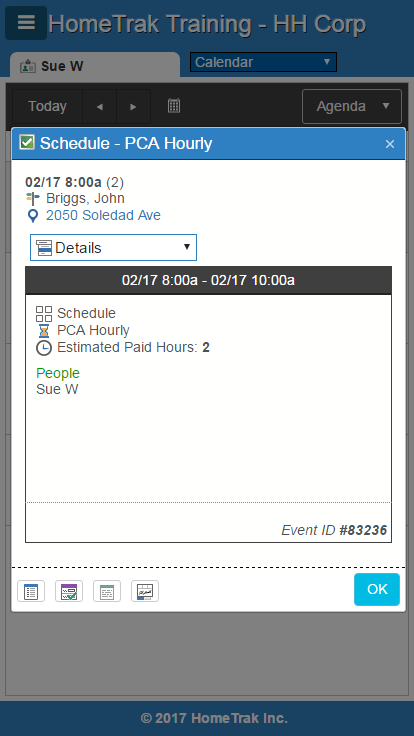 HomeTrak Training - HH Corp
Sue W
Calendar
Today
Agenda
Schedule - PCA Hourly
02/17 8:00a (2)
Briggs, John
2050 Soledad Ave
Details
02/17 8:00a - 02/17 10:00a
Schedule
PCA Hourly
Estimated Paid Hours: 2
People
Sue W
Event ID #83236
OK
© 2017 HomeTrak Inc.